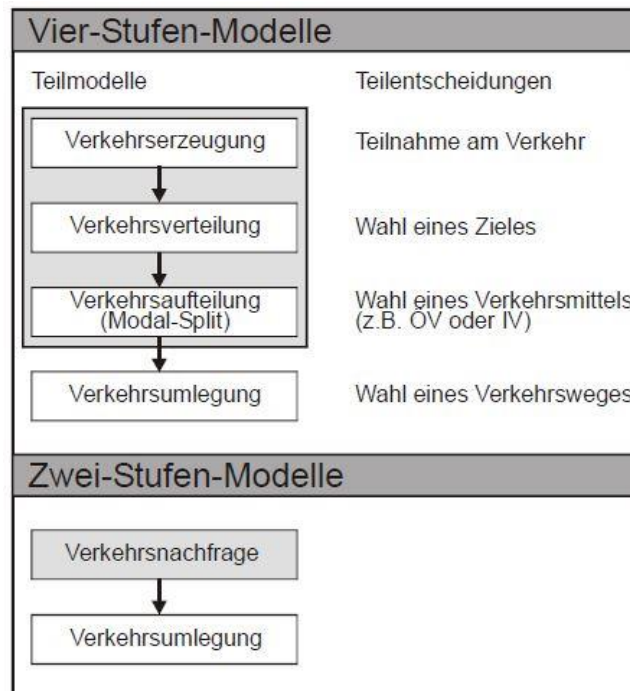 Vier-Stufen-Modelle
Teilmodelle
Teilentscheidungen
Verkehrserzeugung
Teilnahme am Verkehr
Verkehrsverteilung
Wahl eines Zieles
Verkehrsaufteilung
(Modal-Split)
Wahl eines Verkehrsmittels
(z.B. ÖV oder IV)
Verkehrsumlegung
Wahl eines Verkehrsweges
Zwei-Stufen-Modelle
Verkehrsnachfrage
Verkehrsumlegung